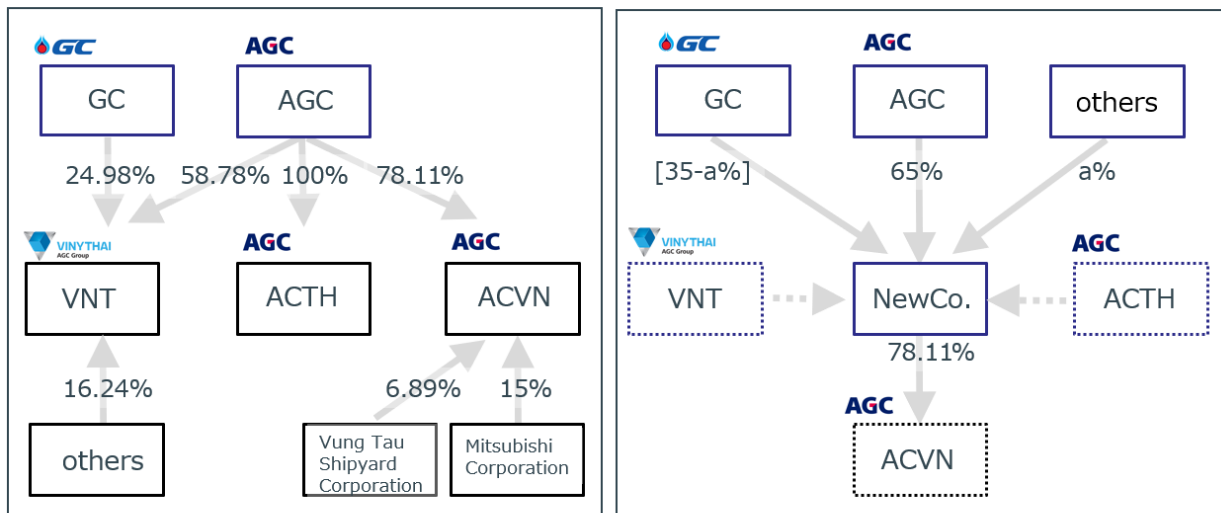 GC AGC
GC AGC
24.98% 58.78% 100% 78.11%
VINYTHAI
AGC Group
AGC AGC
VNT ACTH ACVN
16.24% 6.89% 15%
others
Vung Tau
Shipyard
Corporation
Mitsubishi
Corporation
GC AGC
GC AGC others
[35-a%] 65% a%
VINYTHAI
AGC Group
AGC
VNT NewCo. ACTH
78.11%
AGC
ACVN